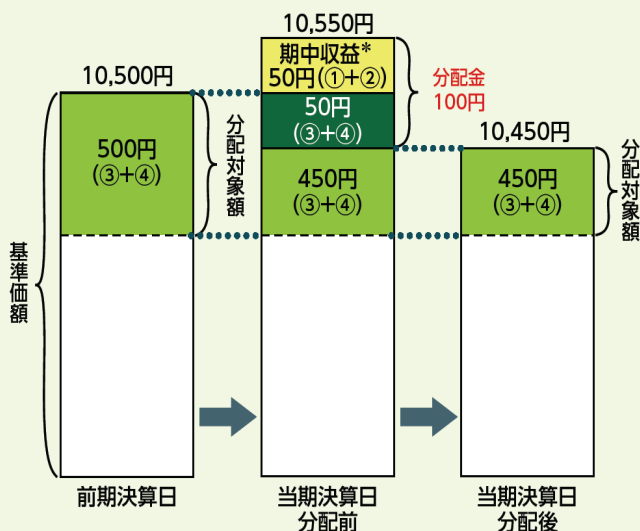 10,550円
期中収益*
50円(①+②)
50円
(③+④)
450円
(③+④)
分配金
100円
10,500円
500円
(③+④)
分配対象額
基準価額
10,450円
450円
(③+④)
分配対象額
前期決算日
当期決算日
分配前
当期決算日
分配後